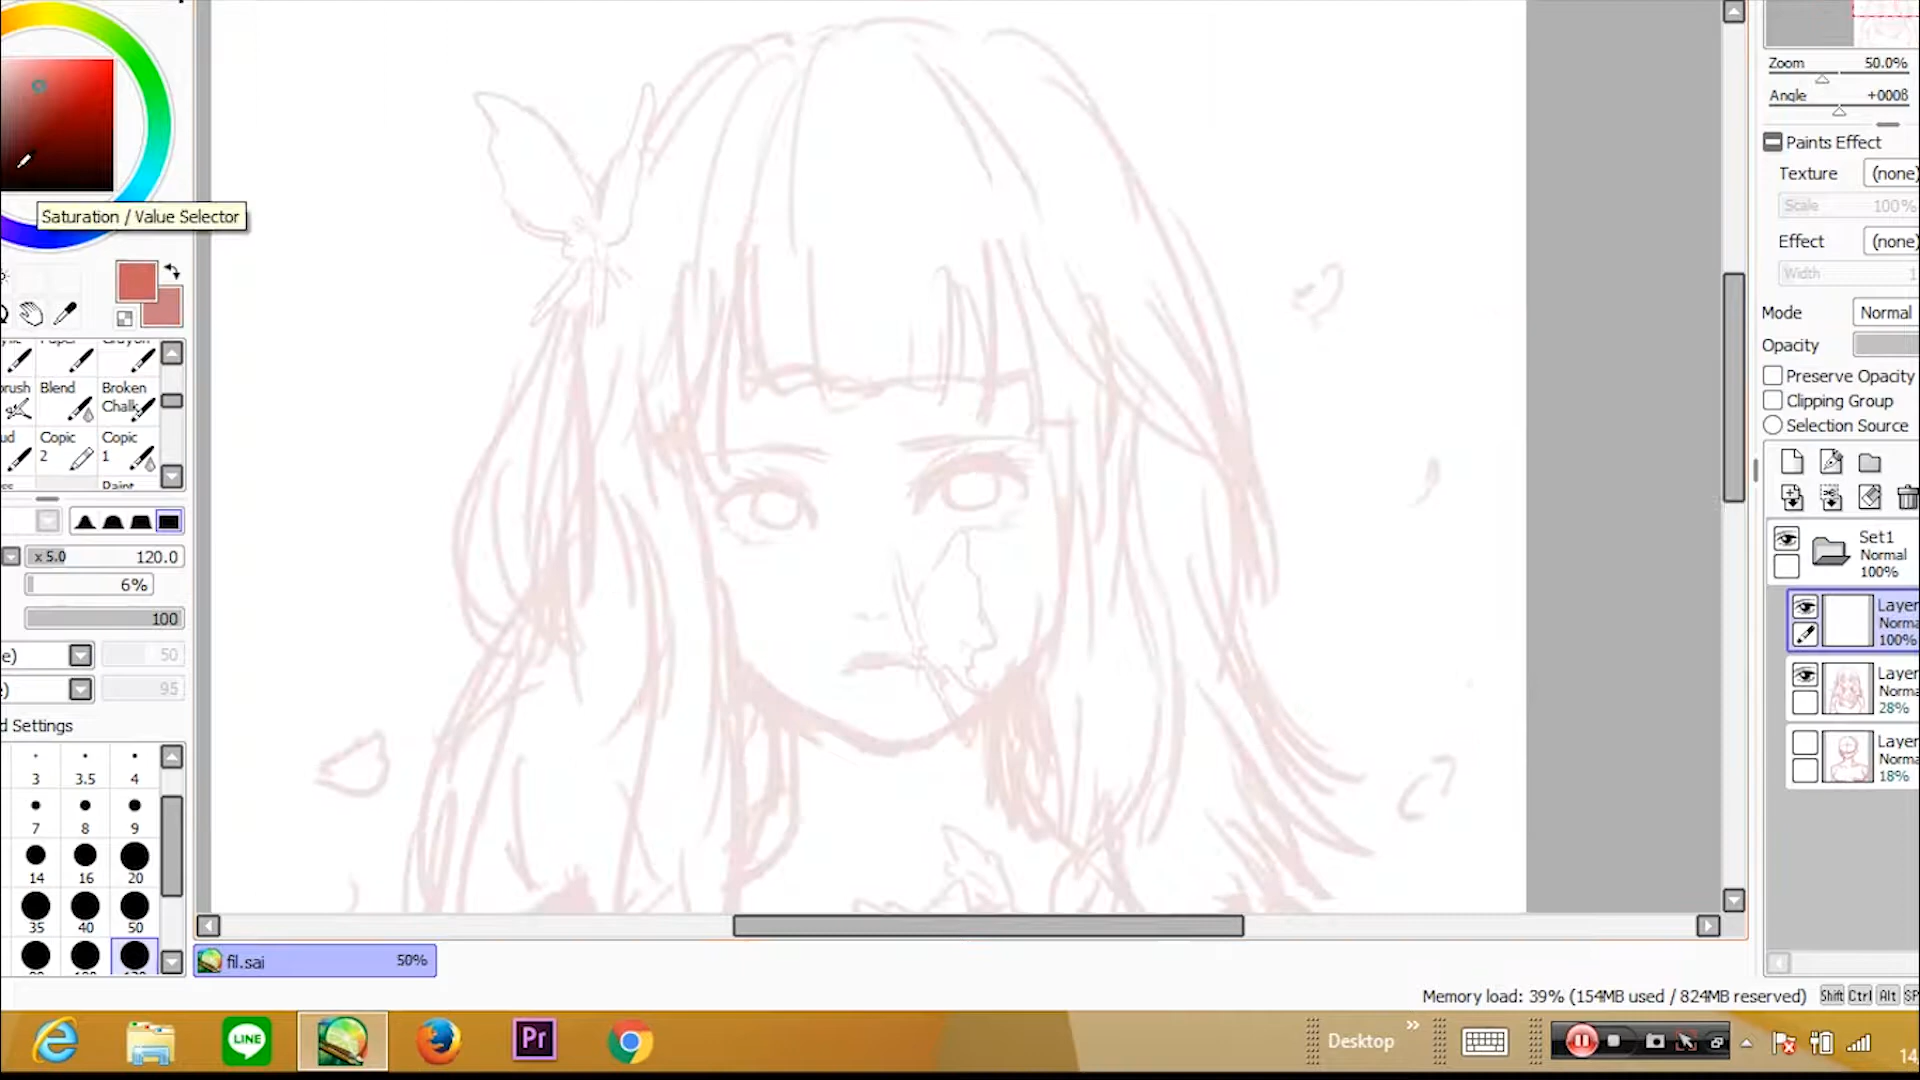 Saturation / Value Selector
Blend
Broken
Chalk
Copic
2
Copic
1
x 5.0
120.0
6%
100
50
95
Settings
3
3.5
4
7
8
9
14
16
20
35
40
50
fil.sai
50%
Zoom
50.0%
Angle
+0008
Paints Effect
Texture
(none)
Scale
100%
Effect
(none)
Width
1
Mode
Normal
Opacity
Preserve Opacity
Clipping Group
Selection Source
Set1
Normal
100%
Layer
Norma
100%
Layer
Norma
28%
Layer
Norma
18%
Memory load: 39% (154MB used / 824MB reserved)
Shift
Ctrl
Alt
SP
LINE
Pr
Desktop
14